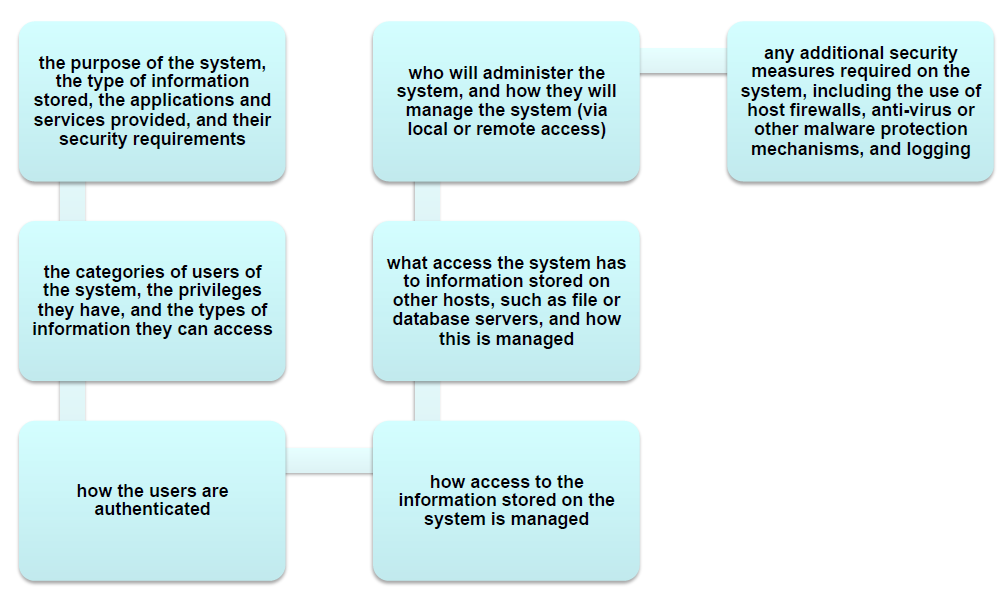 the purpose of the system,
the type of information
stored, the applications and
services provided, and their
security requirements
the categories of users of
the system, the privileges
they have, and the types of
information they can access
how the users are
authenticated
how access to the
information stored on the
system is managed
what access the system has
to information stored on
other hosts, such as file or
database servers, and how
this is managed
who will administer the
system, and how they will
manage the system (via
local or remote access)
any additional security
measures required on the
system, including the use of
host firewalls, anti-virus or
other malware protection
mechanisms, and logging